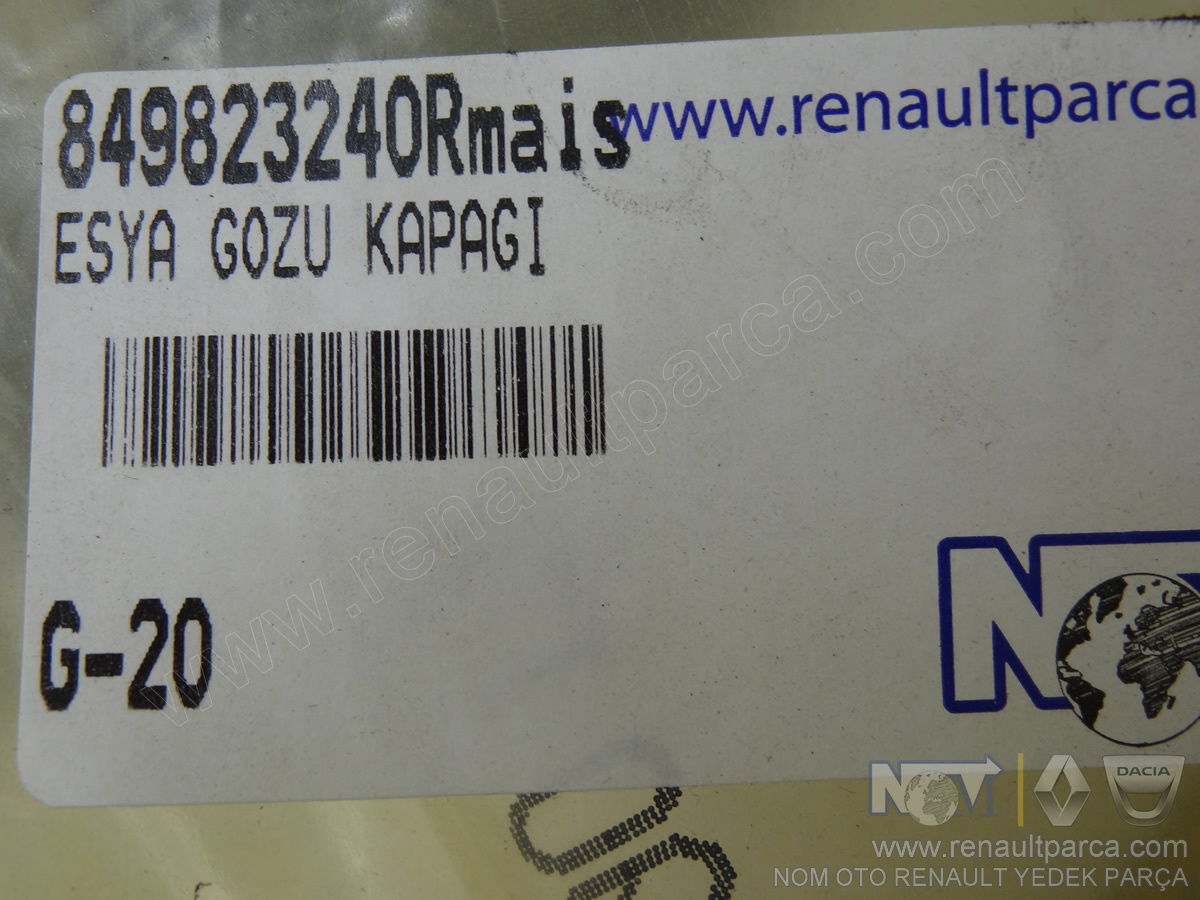 849823240Rmais
www.renaultparca
ESYA GOZU KAPAGI
www.renaultparca.com
G-20
NOM
DACIA
www.renaultparca.com
NOM OTO RENAULT YEDEK PARÇA